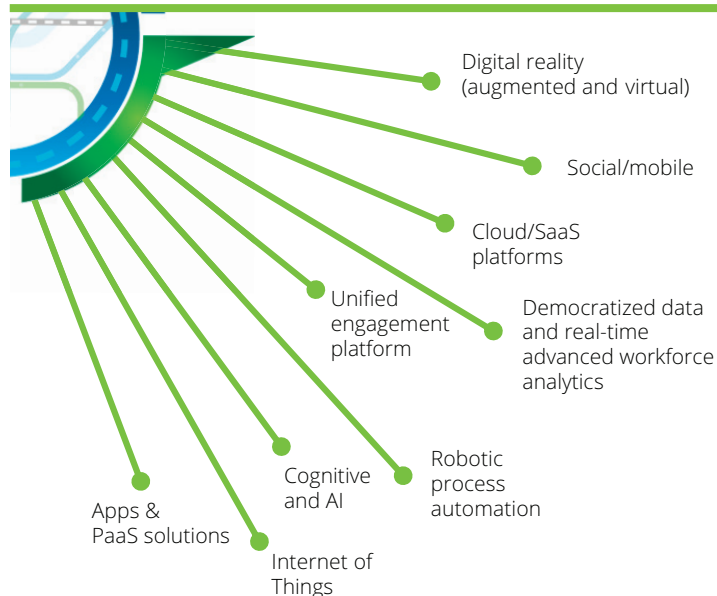 Digital reality
(augmented and virtual)
Social/mobile
Cloud/SaaS
platforms
Unified
engagement
platform
Democratized data
and real-time
advanced workforce
analytics
Robotic
process
automation
Cognitive
and AI
Apps &
PaaS solutions
Internet of
Things